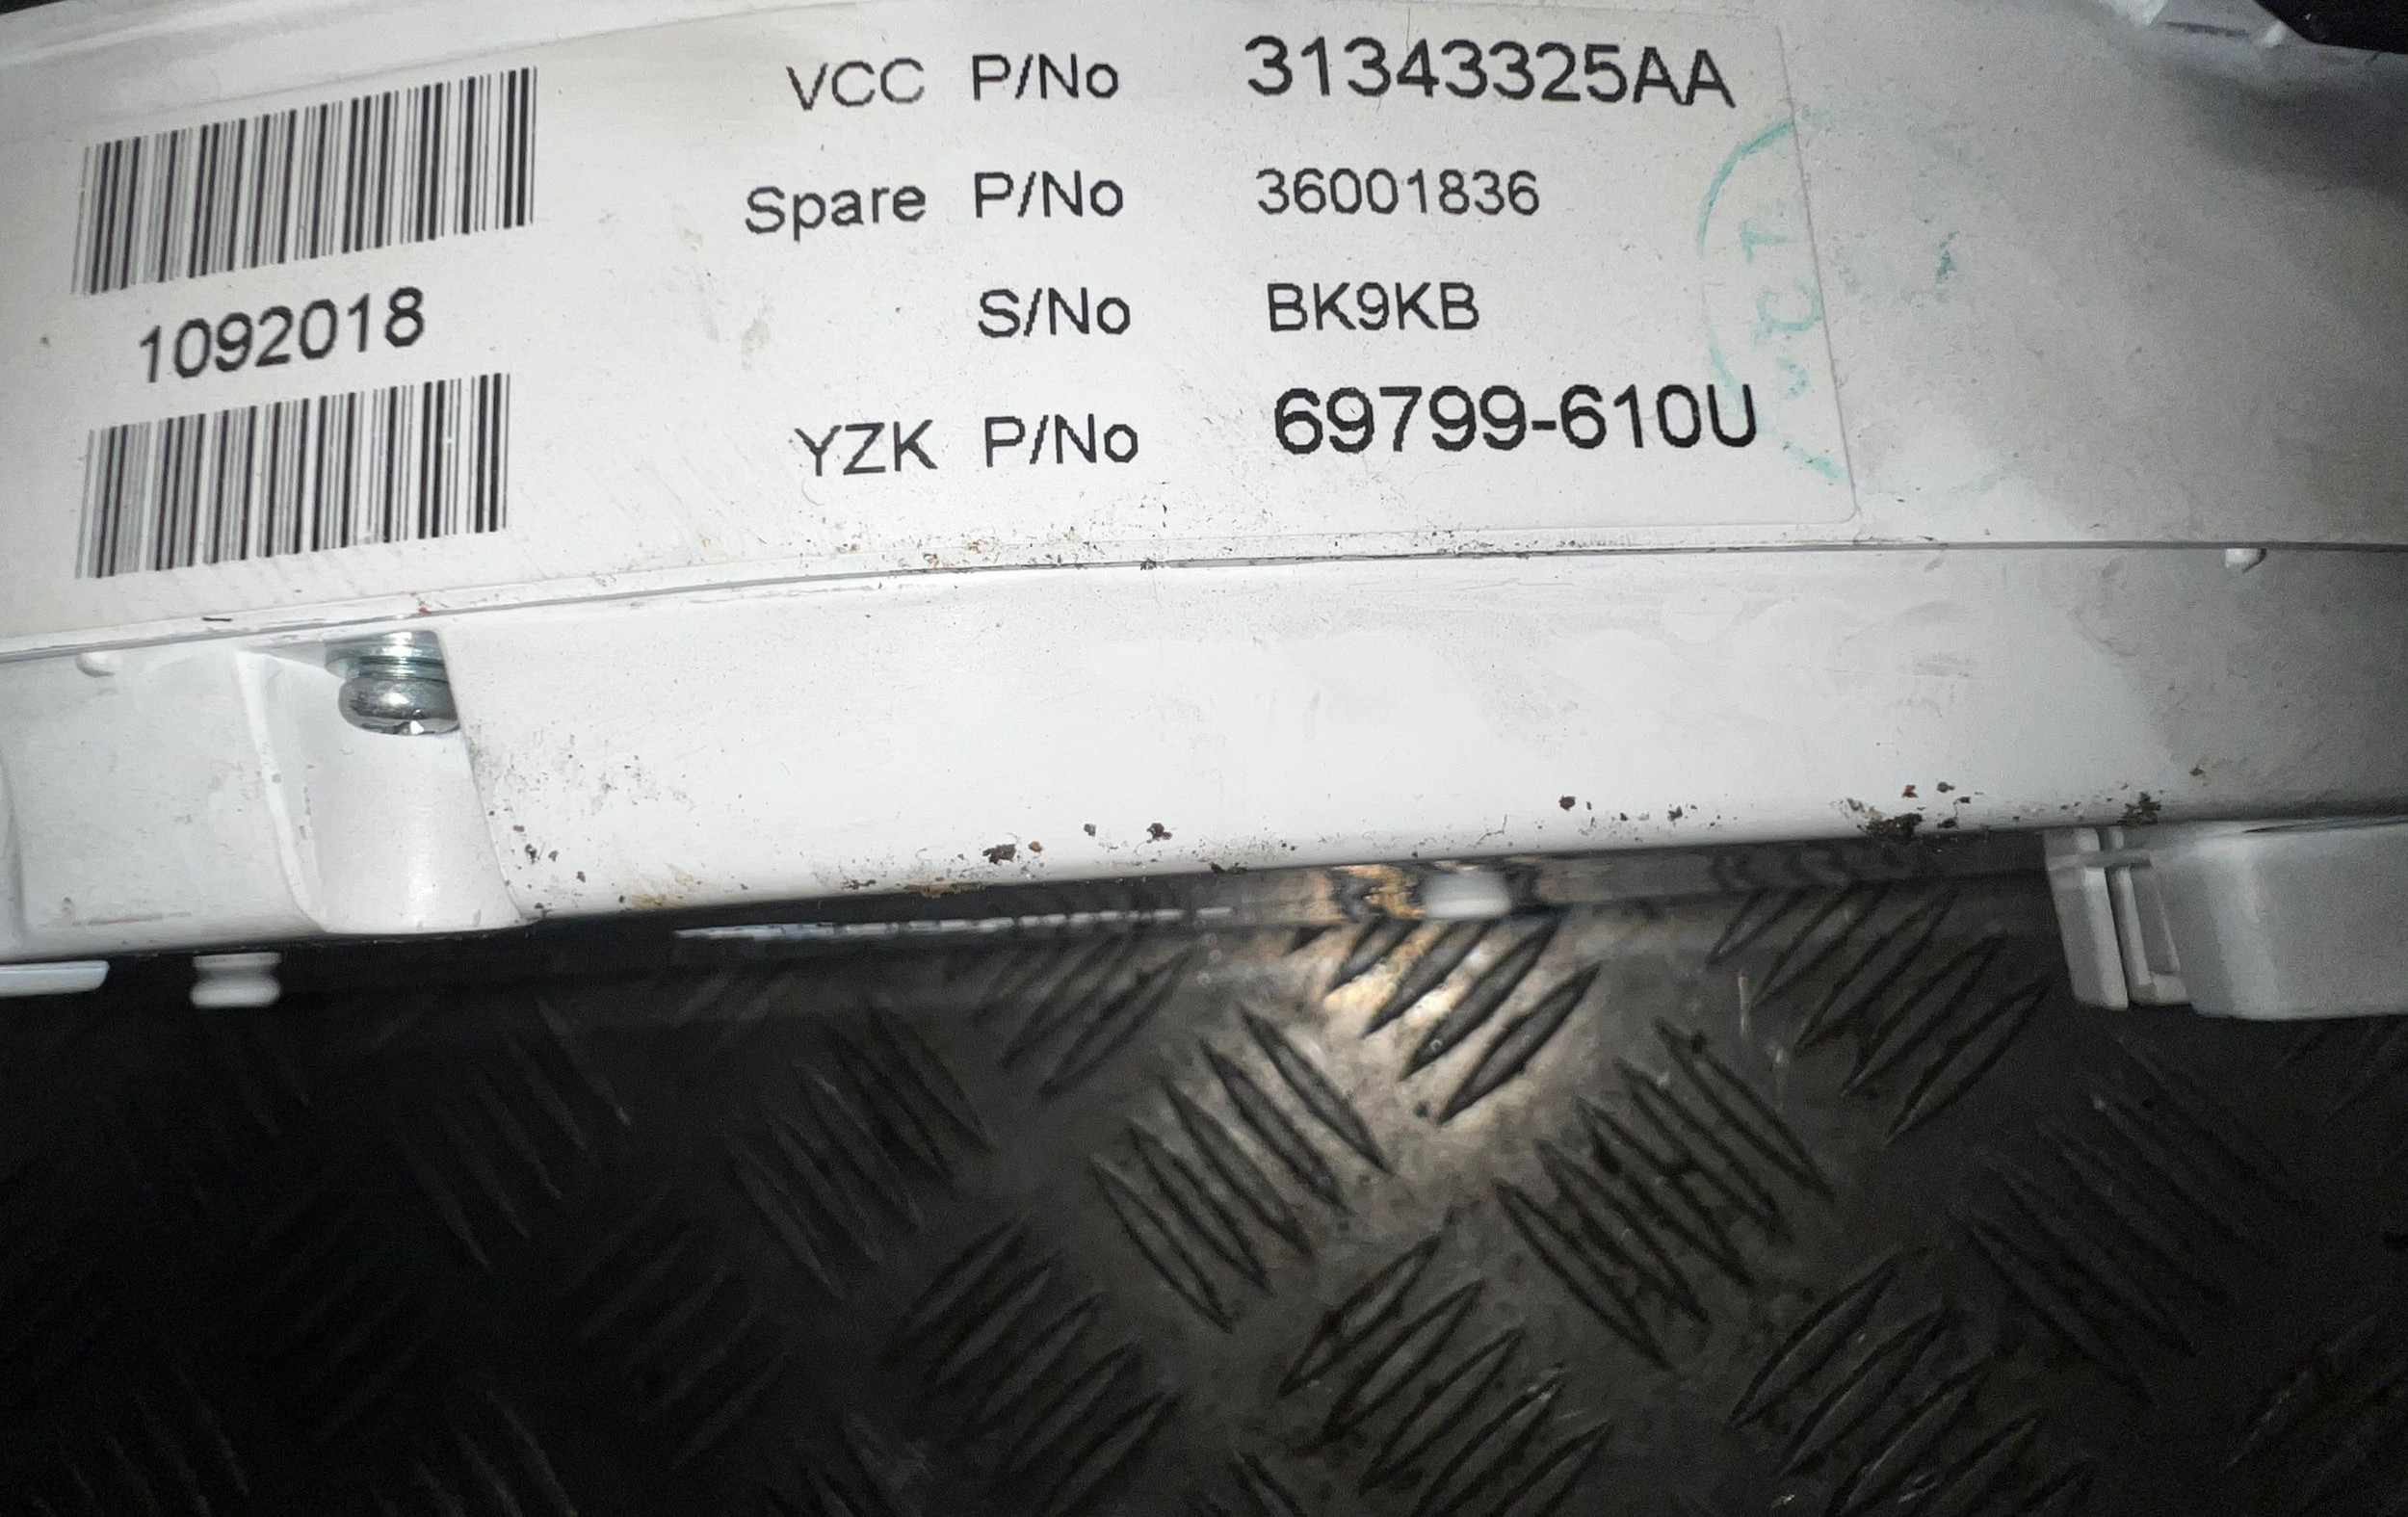 VCC P/No 31343325AA
Spare P/No 36001836
1092018
S/No BK9KB
YZK P/No 69799-610U